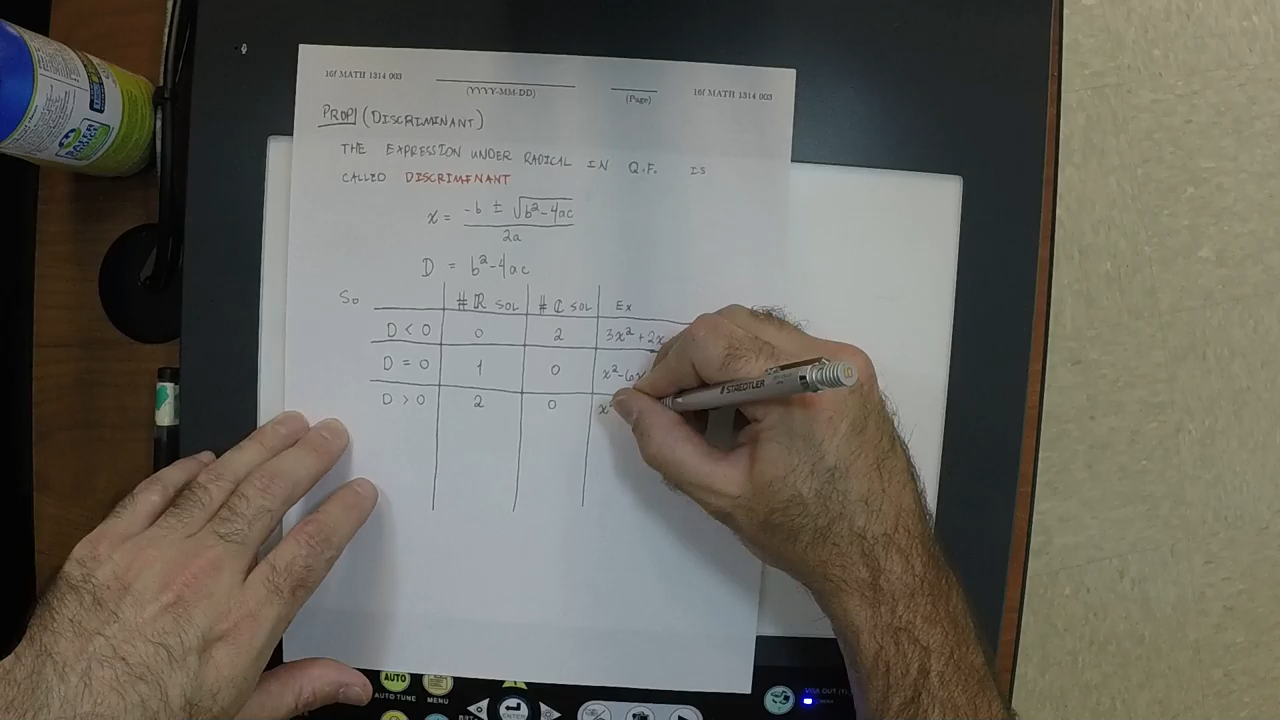 16f MATH 1314 003 (YYYY-MM-DD) (Page) 16f MATH 1314 003
PROP (DISCRIMINANT)
THE EXPRESSION UNDER RADICAL IN Q.F. IS
CALLED DISCRIMINANT
x = -b ± √b²-4ac
2a
D = b²-4ac
So # ℝ SOL # ℂ SOL Ex
D < 0 0 2 3x²+2x
D = 0 1 0 x²-6x
D > 0 2 0 x²
STAEDTLER
AUTO
AUTO TUNE MENU ENTER